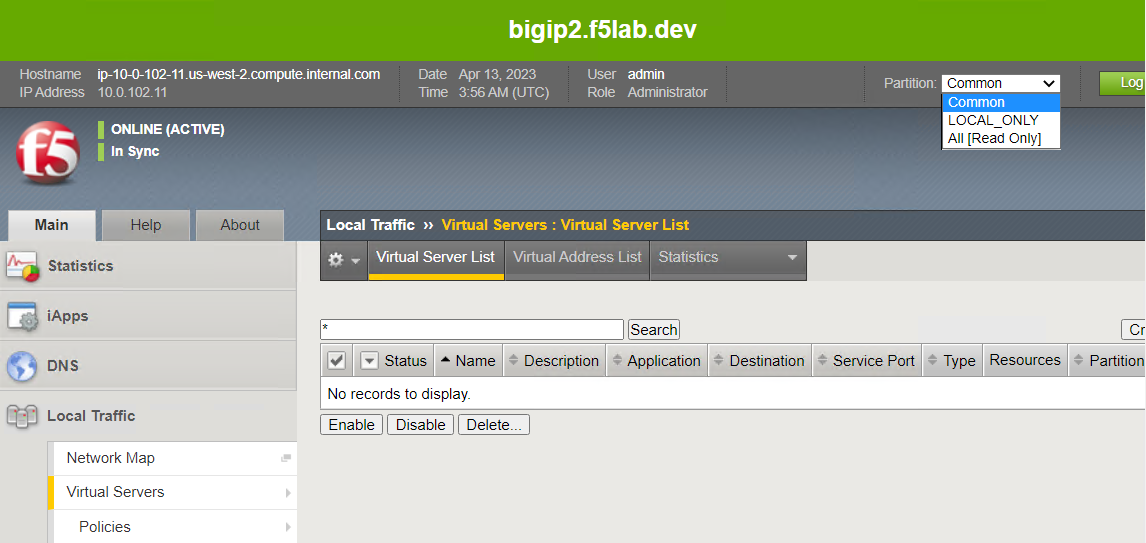 bigip2.f5lab.dev
Hostname ip-10-0-102-11.us-west-2.compute.internal.com Date Apr 13, 2023 User admin Partition: Common Log
IP Address 10.0.102.11 Time 3:56 AM (UTC) Role Administrator
Common
LOCAL_ONLY
All [Read Only]
f5
ONLINE (ACTIVE)
In Sync
Main Help About
Local Traffic ›› Virtual Servers : Virtual Server List
Virtual Server List Virtual Address List Statistics
Statistics
iApps
DNS
Local Traffic
Network Map
Virtual Servers
Policies
* Search Cr
Status Name Description Application Destination Service Port Type Resources Partition
No records to display.
Enable Disable Delete...